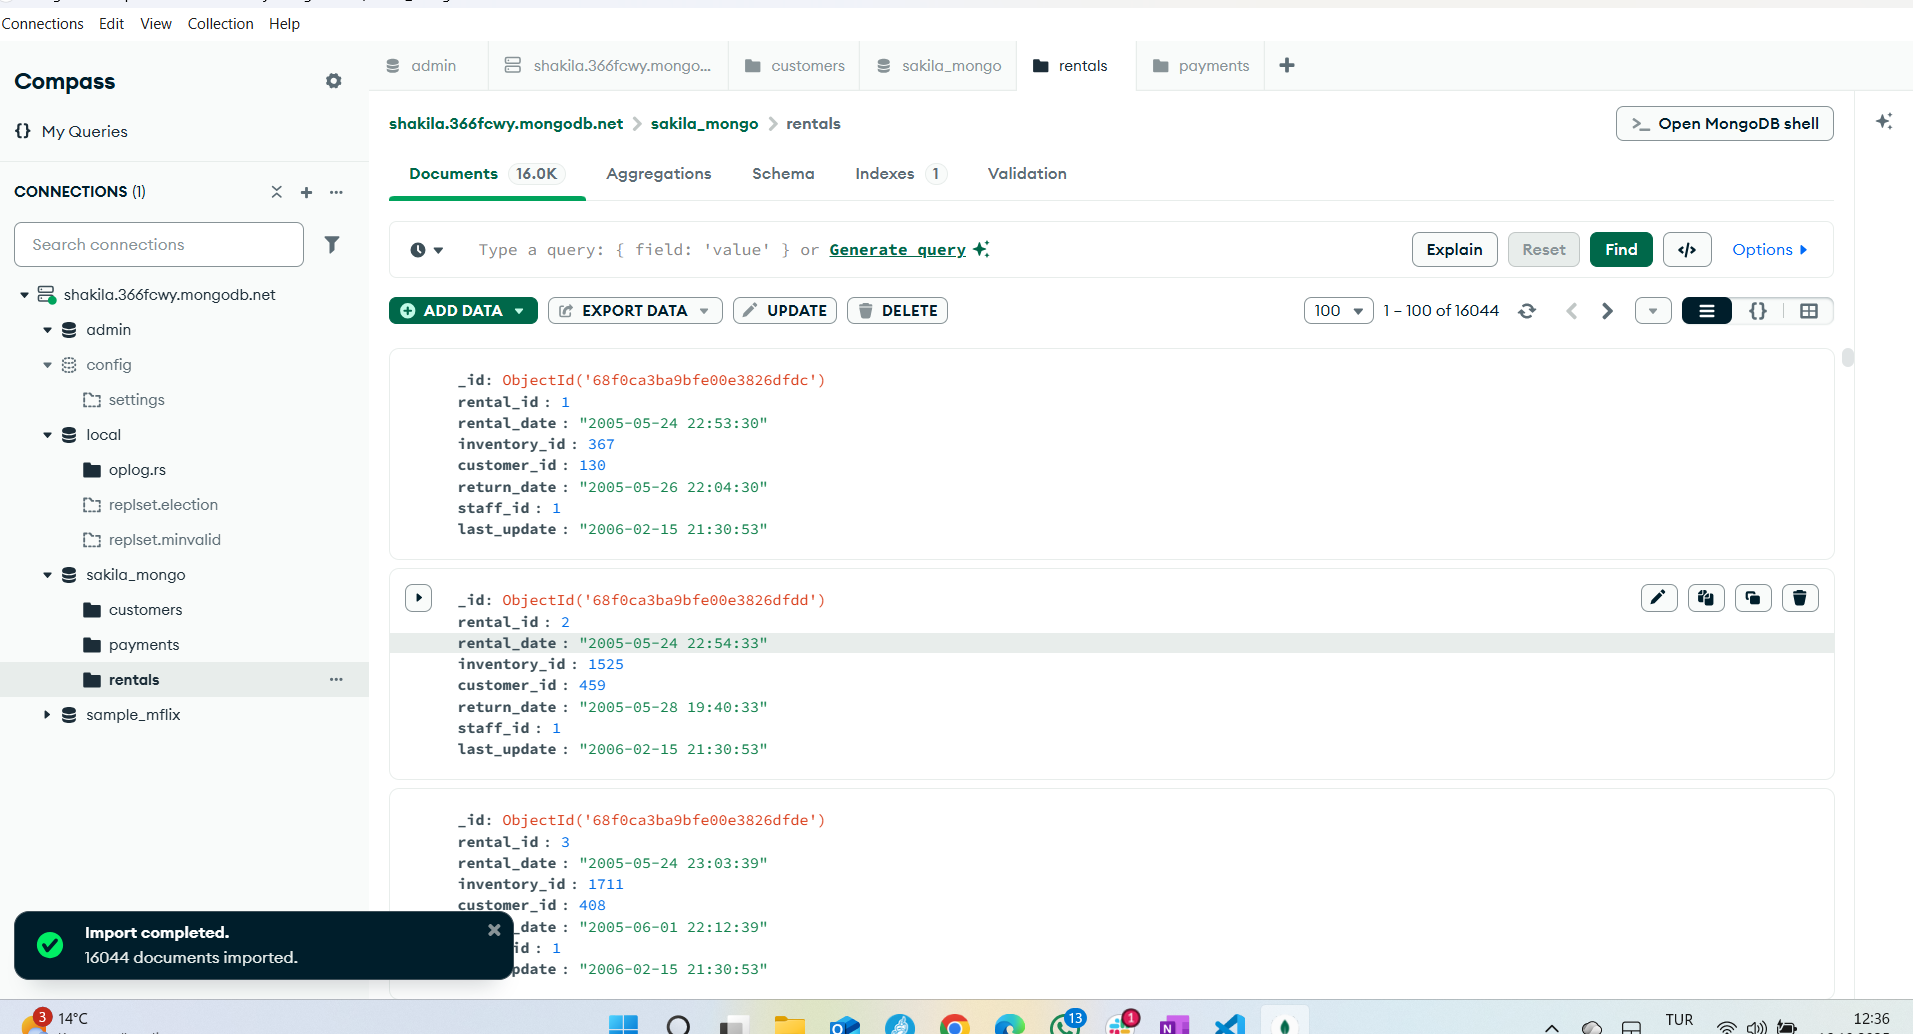 Connections Edit View Collection Help
Compass
admin
shakila.366fcwy.mongo...
customers
sakila_mongo
rentals
payments
My Queries
shakila.366fcwy.mongodb.net > sakila_mongo > rentals
>_ Open MongoDB shell
CONNECTIONS (1)
Documents 16.0K Aggregations Schema Indexes 1 Validation
Search connections
Type a query: { field: 'value' } or Generate query
Explain Reset Find </> Options
shakila.366fcwy.mongodb.net
admin
config
settings
local
oplog.rs
replset.election
replset.minvalid
sakila_mongo
customers
payments
rentals
sample_mflix
ADD DATA EXPORT DATA UPDATE DELETE
100 1 – 100 of 16044
{}
_id: ObjectId('68f0ca3ba9bfe00e3826dfdc')
rental_id : 1
rental_date : "2005-05-24 22:53:30"
inventory_id : 367
customer_id : 130
return_date : "2005-05-26 22:04:30"
staff_id : 1
last_update : "2006-02-15 21:30:53"
_id: ObjectId('68f0ca3ba9bfe00e3826dfdd')
rental_id : 2
rental_date : "2005-05-24 22:54:33"
inventory_id : 1525
customer_id : 459
return_date : "2005-05-28 19:40:33"
staff_id : 1
last_update : "2006-02-15 21:30:53"
_id: ObjectId('68f0ca3ba9bfe00e3826dfde')
rental_id : 3
rental_date : "2005-05-24 23:03:39"
inventory_id : 1711
customer_id : 408
_date : "2005-06-01 22:12:39"
id : 1
pdate : "2006-02-15 21:30:53"
Import completed.
16044 documents imported.
3
14°C
13
1
TUR
12:36